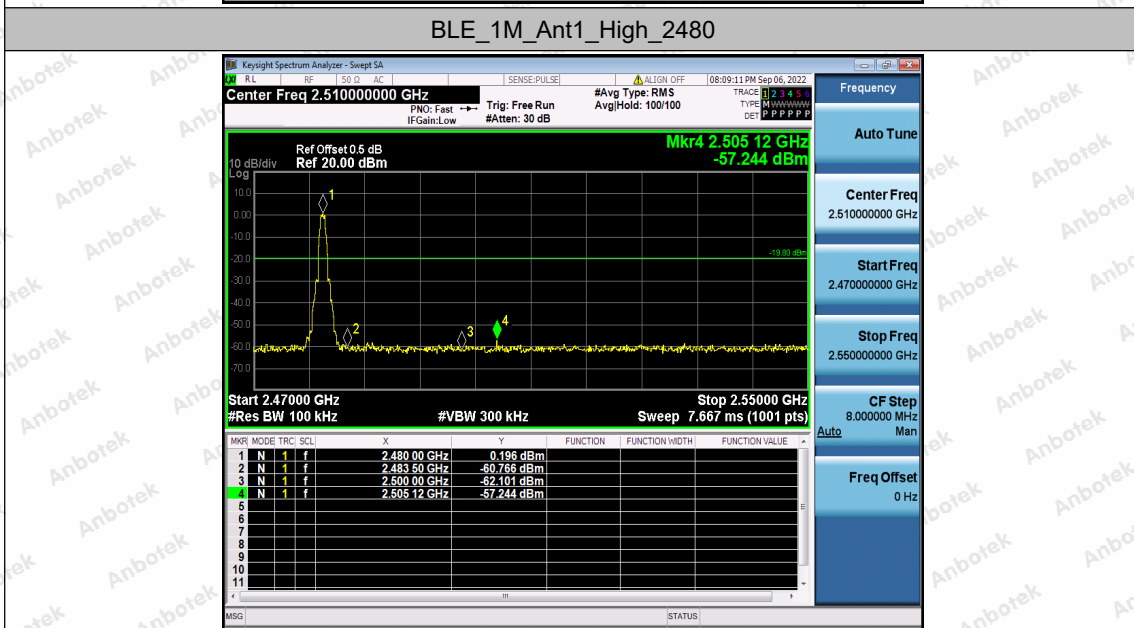 BLE_1M_Ant1_High_2480
Keysight Spectrum Analyzer - Swept SA
LXI RL RF 50 Ω AC SENSE:PULSE ALIGN OFF 08:09:11 PM Sep 06, 2022
Center Freq 2.510000000 GHz
PNO: Fast
IFGain:Low
Trig: Free Run
#Atten: 30 dB
#Avg Type: RMS
Avg|Hold: 100/100
TRACE 1 2 3 4 5 6
TYPE M W W W W W
DET P P P P P P
Ref Offset 0.5 dB
10 dB/div Ref 20.00 dBm
Log
Mkr4 2.505 12 GHz
-57.244 dBm
10.0
0.00
-10.0
-20.0
-30.0
-40.0
-50.0
-60.0
-70.0
1
2
3
4
-19.80 dBm
Start 2.47000 GHz Stop 2.55000 GHz
#Res BW 100 kHz #VBW 300 kHz Sweep 7.667 ms (1001 pts)
MKR MODE TRC SCL X Y FUNCTION FUNCTION WIDTH FUNCTION VALUE
1 N 1 f 2.480 00 GHz 0.196 dBm
2 N 1 f 2.483 50 GHz -60.766 dBm
3 N 1 f 2.500 00 GHz -62.101 dBm
4 N 1 f 2.505 12 GHz -57.244 dBm
5
6
7
8
9
10
11
MSG STATUS
Frequency
Auto Tune
Center Freq
2.510000000 GHz
Start Freq
2.470000000 GHz
Stop Freq
2.550000000 GHz
CF Step
8.000000 MHz
Auto Man
Freq Offset
0 Hz
Anbotek